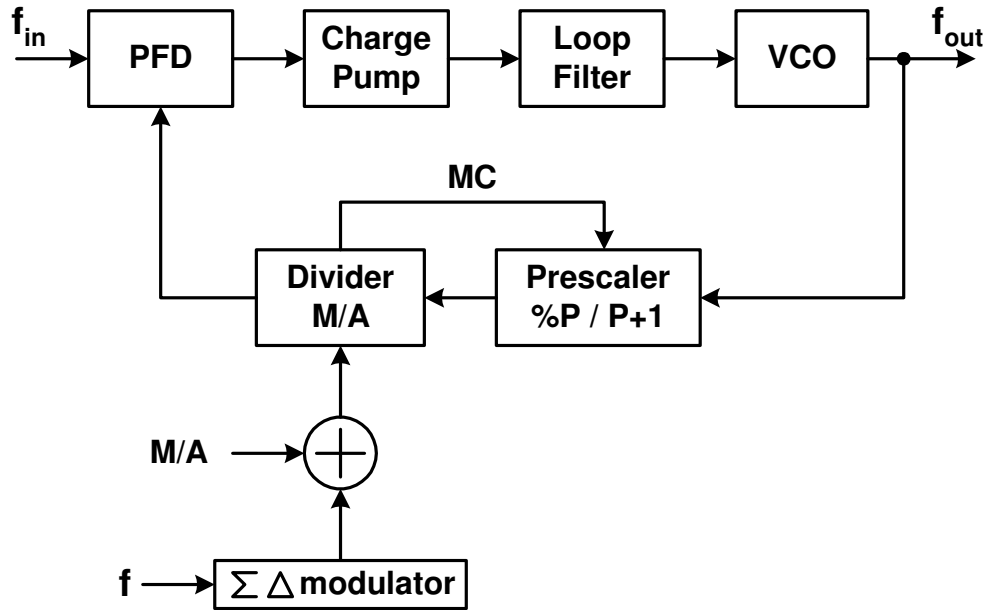 f_in
PFD
Charge
Pump
Loop
Filter
VCO
f_out
MC
Divider
M/A
Prescaler
%P / P+1
M/A
f
Σ Δ modulator